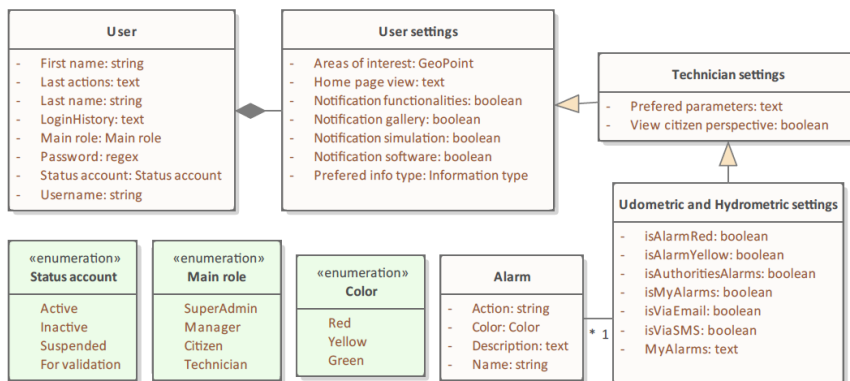 User
- First name: string
- Last actions: text
- Last name: string
- LoginHistory: text
- Main role: Main role
- Password: regex
- Status account: Status account
- Username: string
User settings
- Areas of interest: GeoPoint
- Home page view: text
- Notification functionalities: boolean
- Notification gallery: boolean
- Notification simulation: boolean
- Notification software: boolean
- Prefered info type: Information type
Technician settings
- Prefered parameters: text
- View citizen perspective: boolean
Udometric and Hydrometric settings
- isAlarmRed: boolean
- isAlarmYellow: boolean
- isAuthoritiesAlarms: boolean
- isMyAlarms: boolean
- isViaEmail: boolean
- isViaSMS: boolean
- MyAlarms: text
«enumeration»
Status account
Active
Inactive
Suspended
For validation
«enumeration»
Main role
SuperAdmin
Manager
Citizen
Technician
«enumeration»
Color
Red
Yellow
Green
Alarm
- Action: string
- Color: Color
- Description: text
- Name: string
* 1